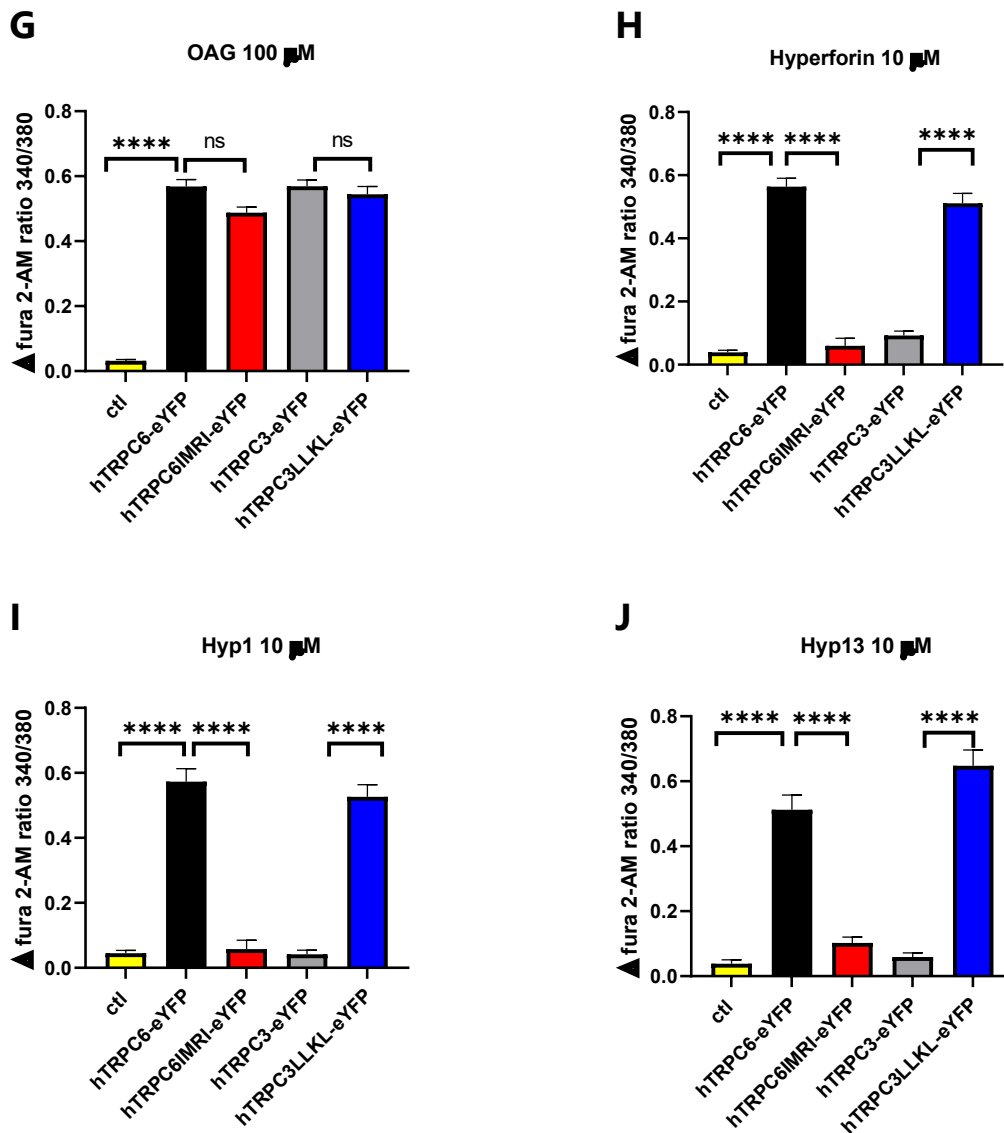 G
OAG 100 μM
Δ fura 2-AM ratio 340/380
0.8
0.6
0.4
0.2
0.0
****
ns
ns
ctl
hTRPC6-eYFP
hTRPC6IMRI-eYFP
hTRPC3-eYFP
hTRPC3LLKL-eYFP
H
Hyperforin 10 μM
▲ fura 2-AM ratio 340/380
0.8
0.6
0.4
0.2
0.0
****
****
****
ctl
hTRPC6-eYFP
hTRPC6IMRI-eYFP
hTRPC3-eYFP
hTRPC3LLKL-eYFP
I
Hyp1 10 μM
▲ fura 2-AM ratio 340/380
0.8
0.6
0.4
0.2
0.0
****
****
****
ctl
hTRPC6-eYFP
hTRPC6IMRI-eYFP
hTRPC3-eYFP
hTRPC3LLKL-eYFP
J
Hyp13 10 μM
▲ fura 2-AM ratio 340/380
0.8
0.6
0.4
0.2
0.0
****
****
****
ctl
hTRPC6-eYFP
hTRPC6IMRI-eYFP
hTRPC3-eYFP
hTRPC3LLKL-eYFP